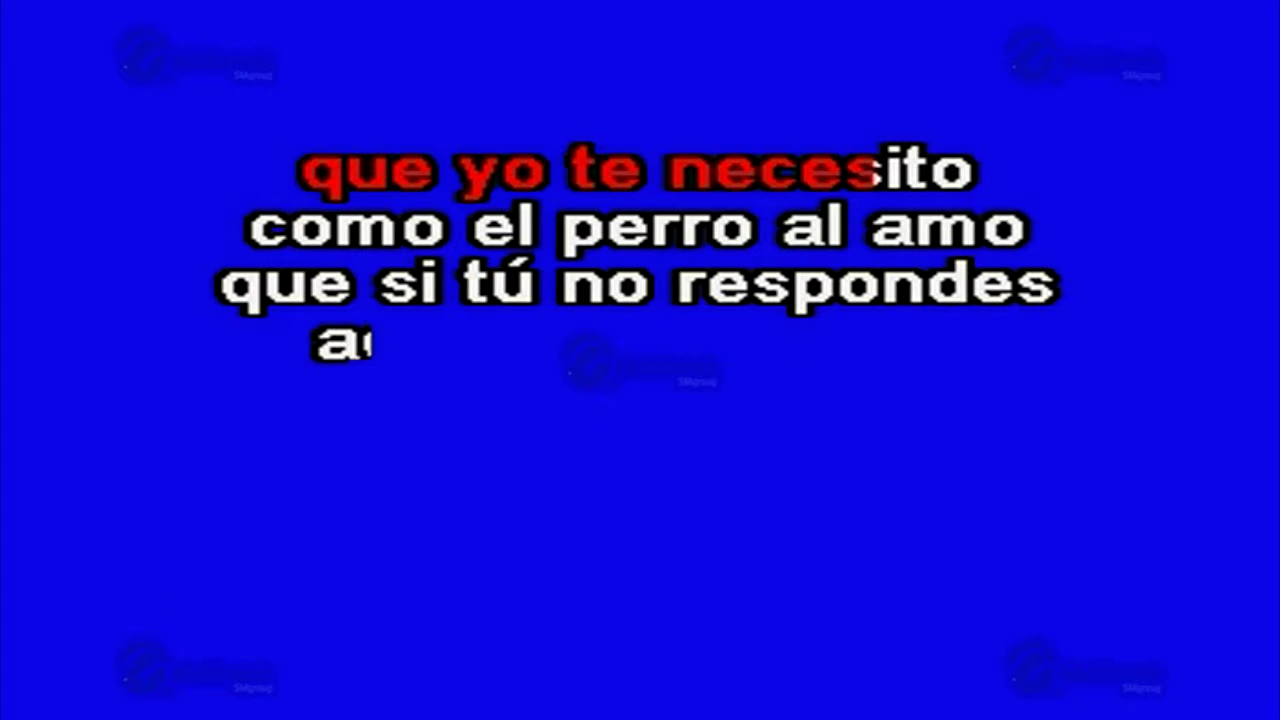 que yo te necesito
como el perro al amo
que si tú no respondes